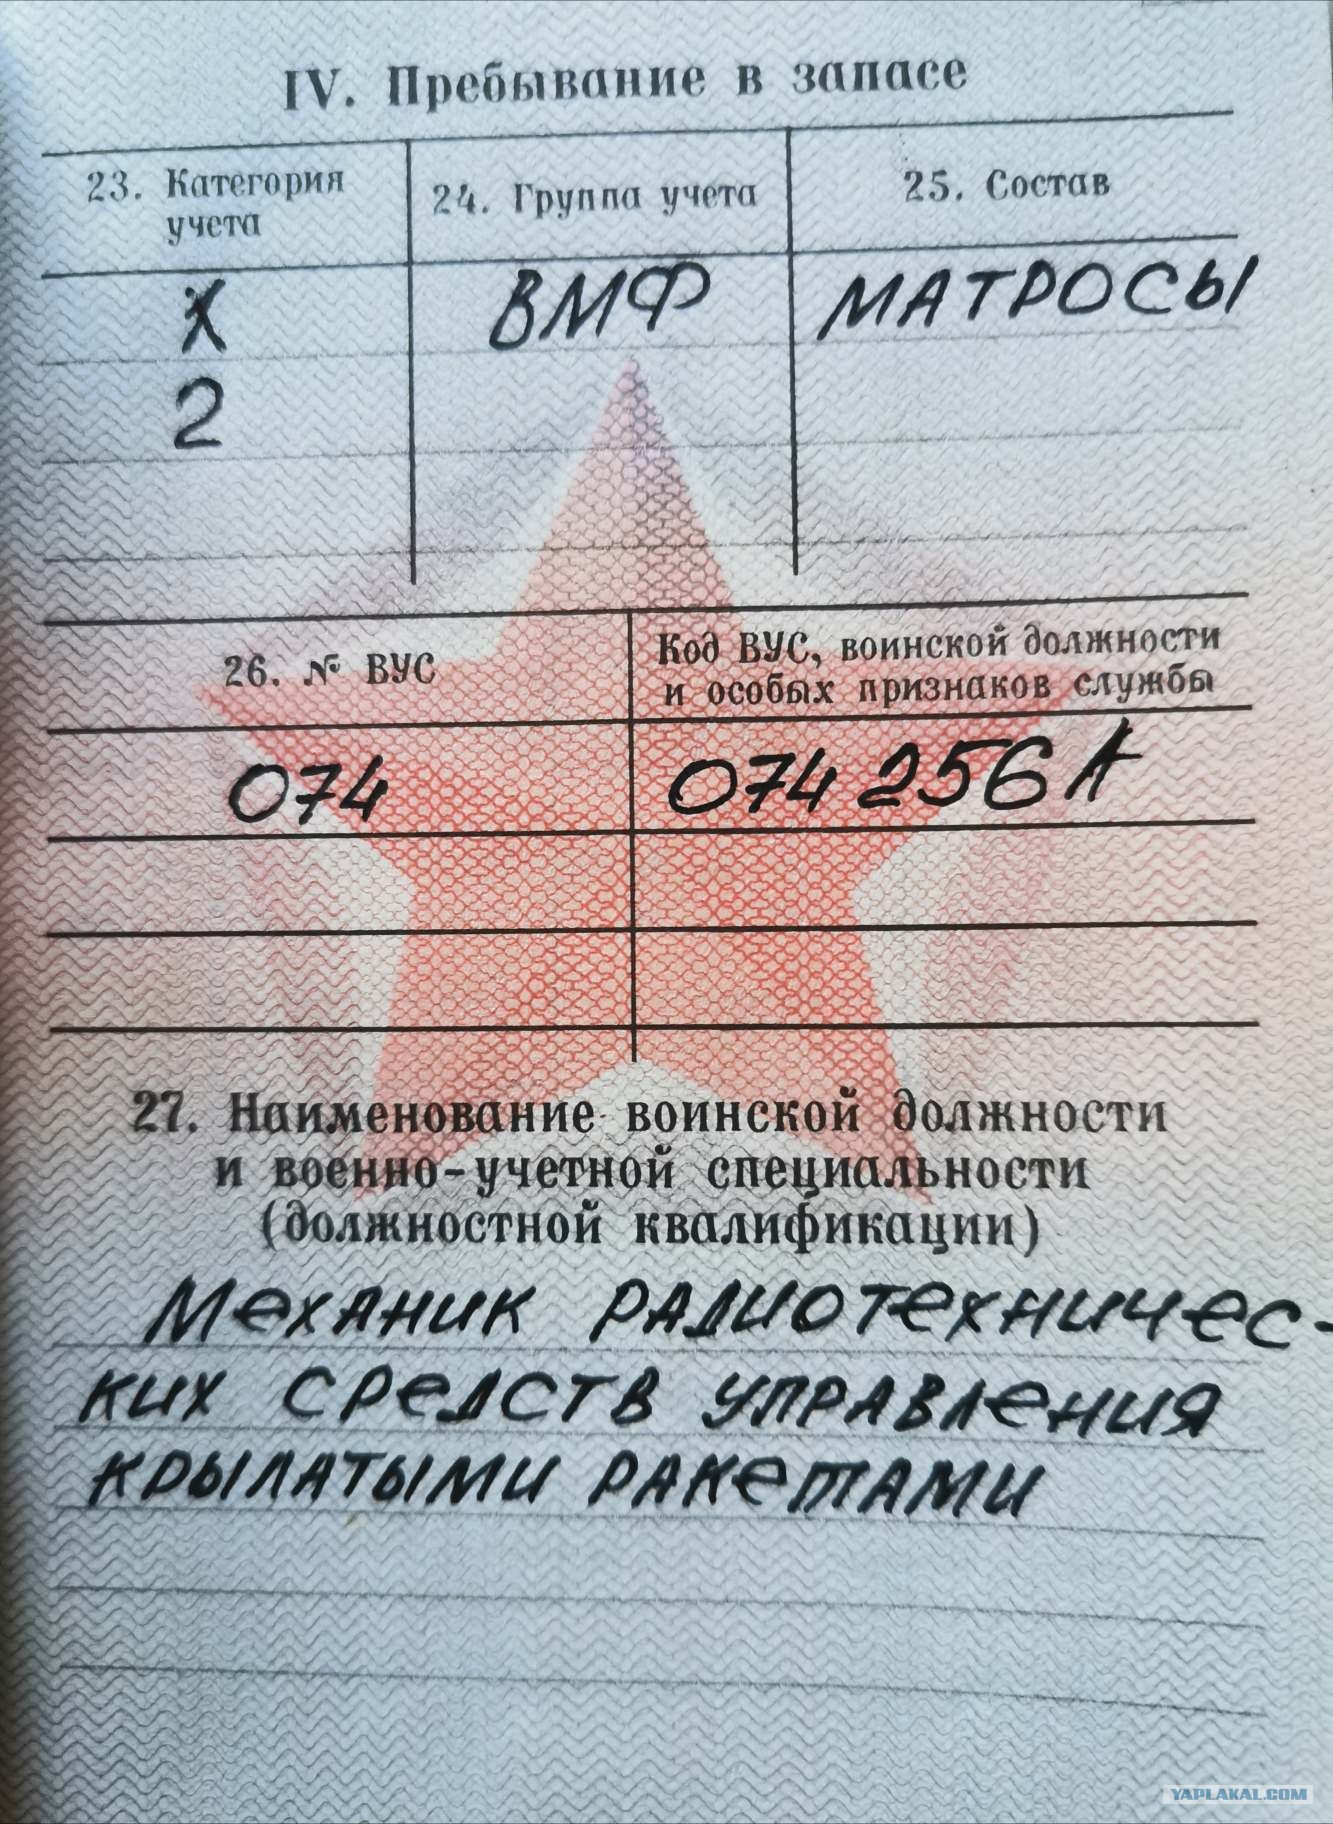 IV. Пребывание в запасе
23. Категория учета
24. Группа учета
25. Состав
ВМФ
МАТРОСЫ
2
26. № ВУС
Код ВУС, воинской должности
и особых признаков службы
074
074 256А
27. Наименование воинской должности
и военно-учетной специальности
(должностной квалификации)
Механик радиотехничес-
ких средств управления
крылатыми ракетами
YAPLAKAL.COM